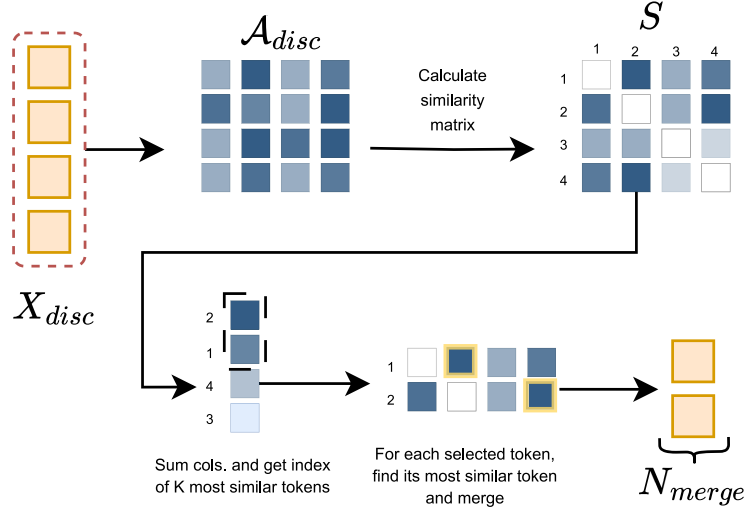 𝒜_disc
S
1 2 3 4
Calculate
similarity
matrix
1
2
3
4
X_disc
2
1
4
3
1
2
Sum cols. and get index
of K most similar tokens
For each selected token,
find its most similar token
and merge
N_merge